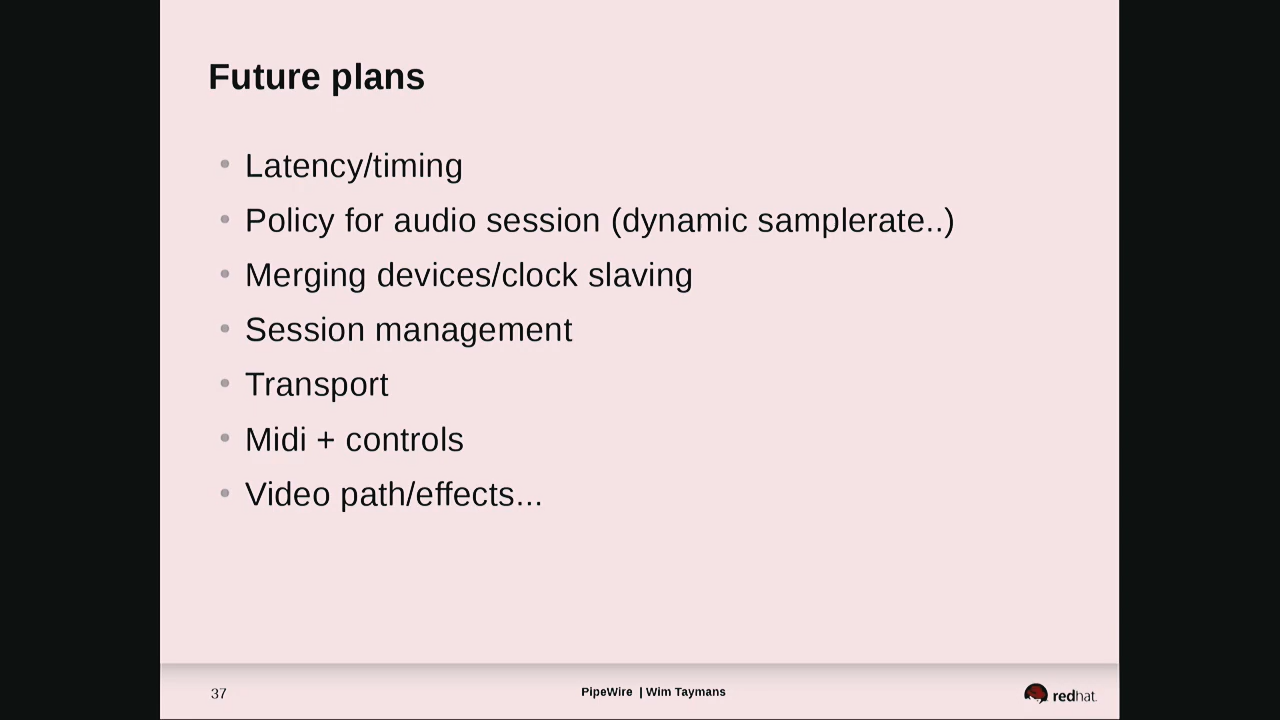 Future plans
Latency/timing
Policy for audio session (dynamic samplerate..)
Merging devices/clock slaving
Session management
Transport
Midi + controls
Video path/effects...
37
PipeWire | Wim Taymans
redhat.